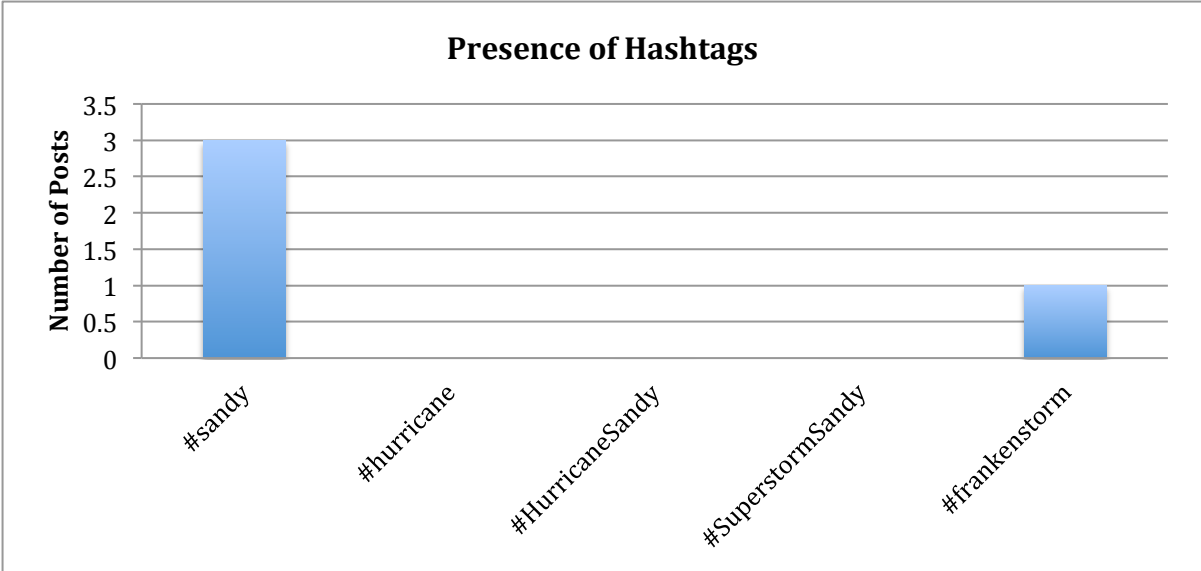 Presence of Hashtags
Number of Posts
3.5
3
2.5
2
1.5
1
0.5
0
#sandy
#hurricane
#HurricaneSandy
#SuperstormSandy
#frankenstorm